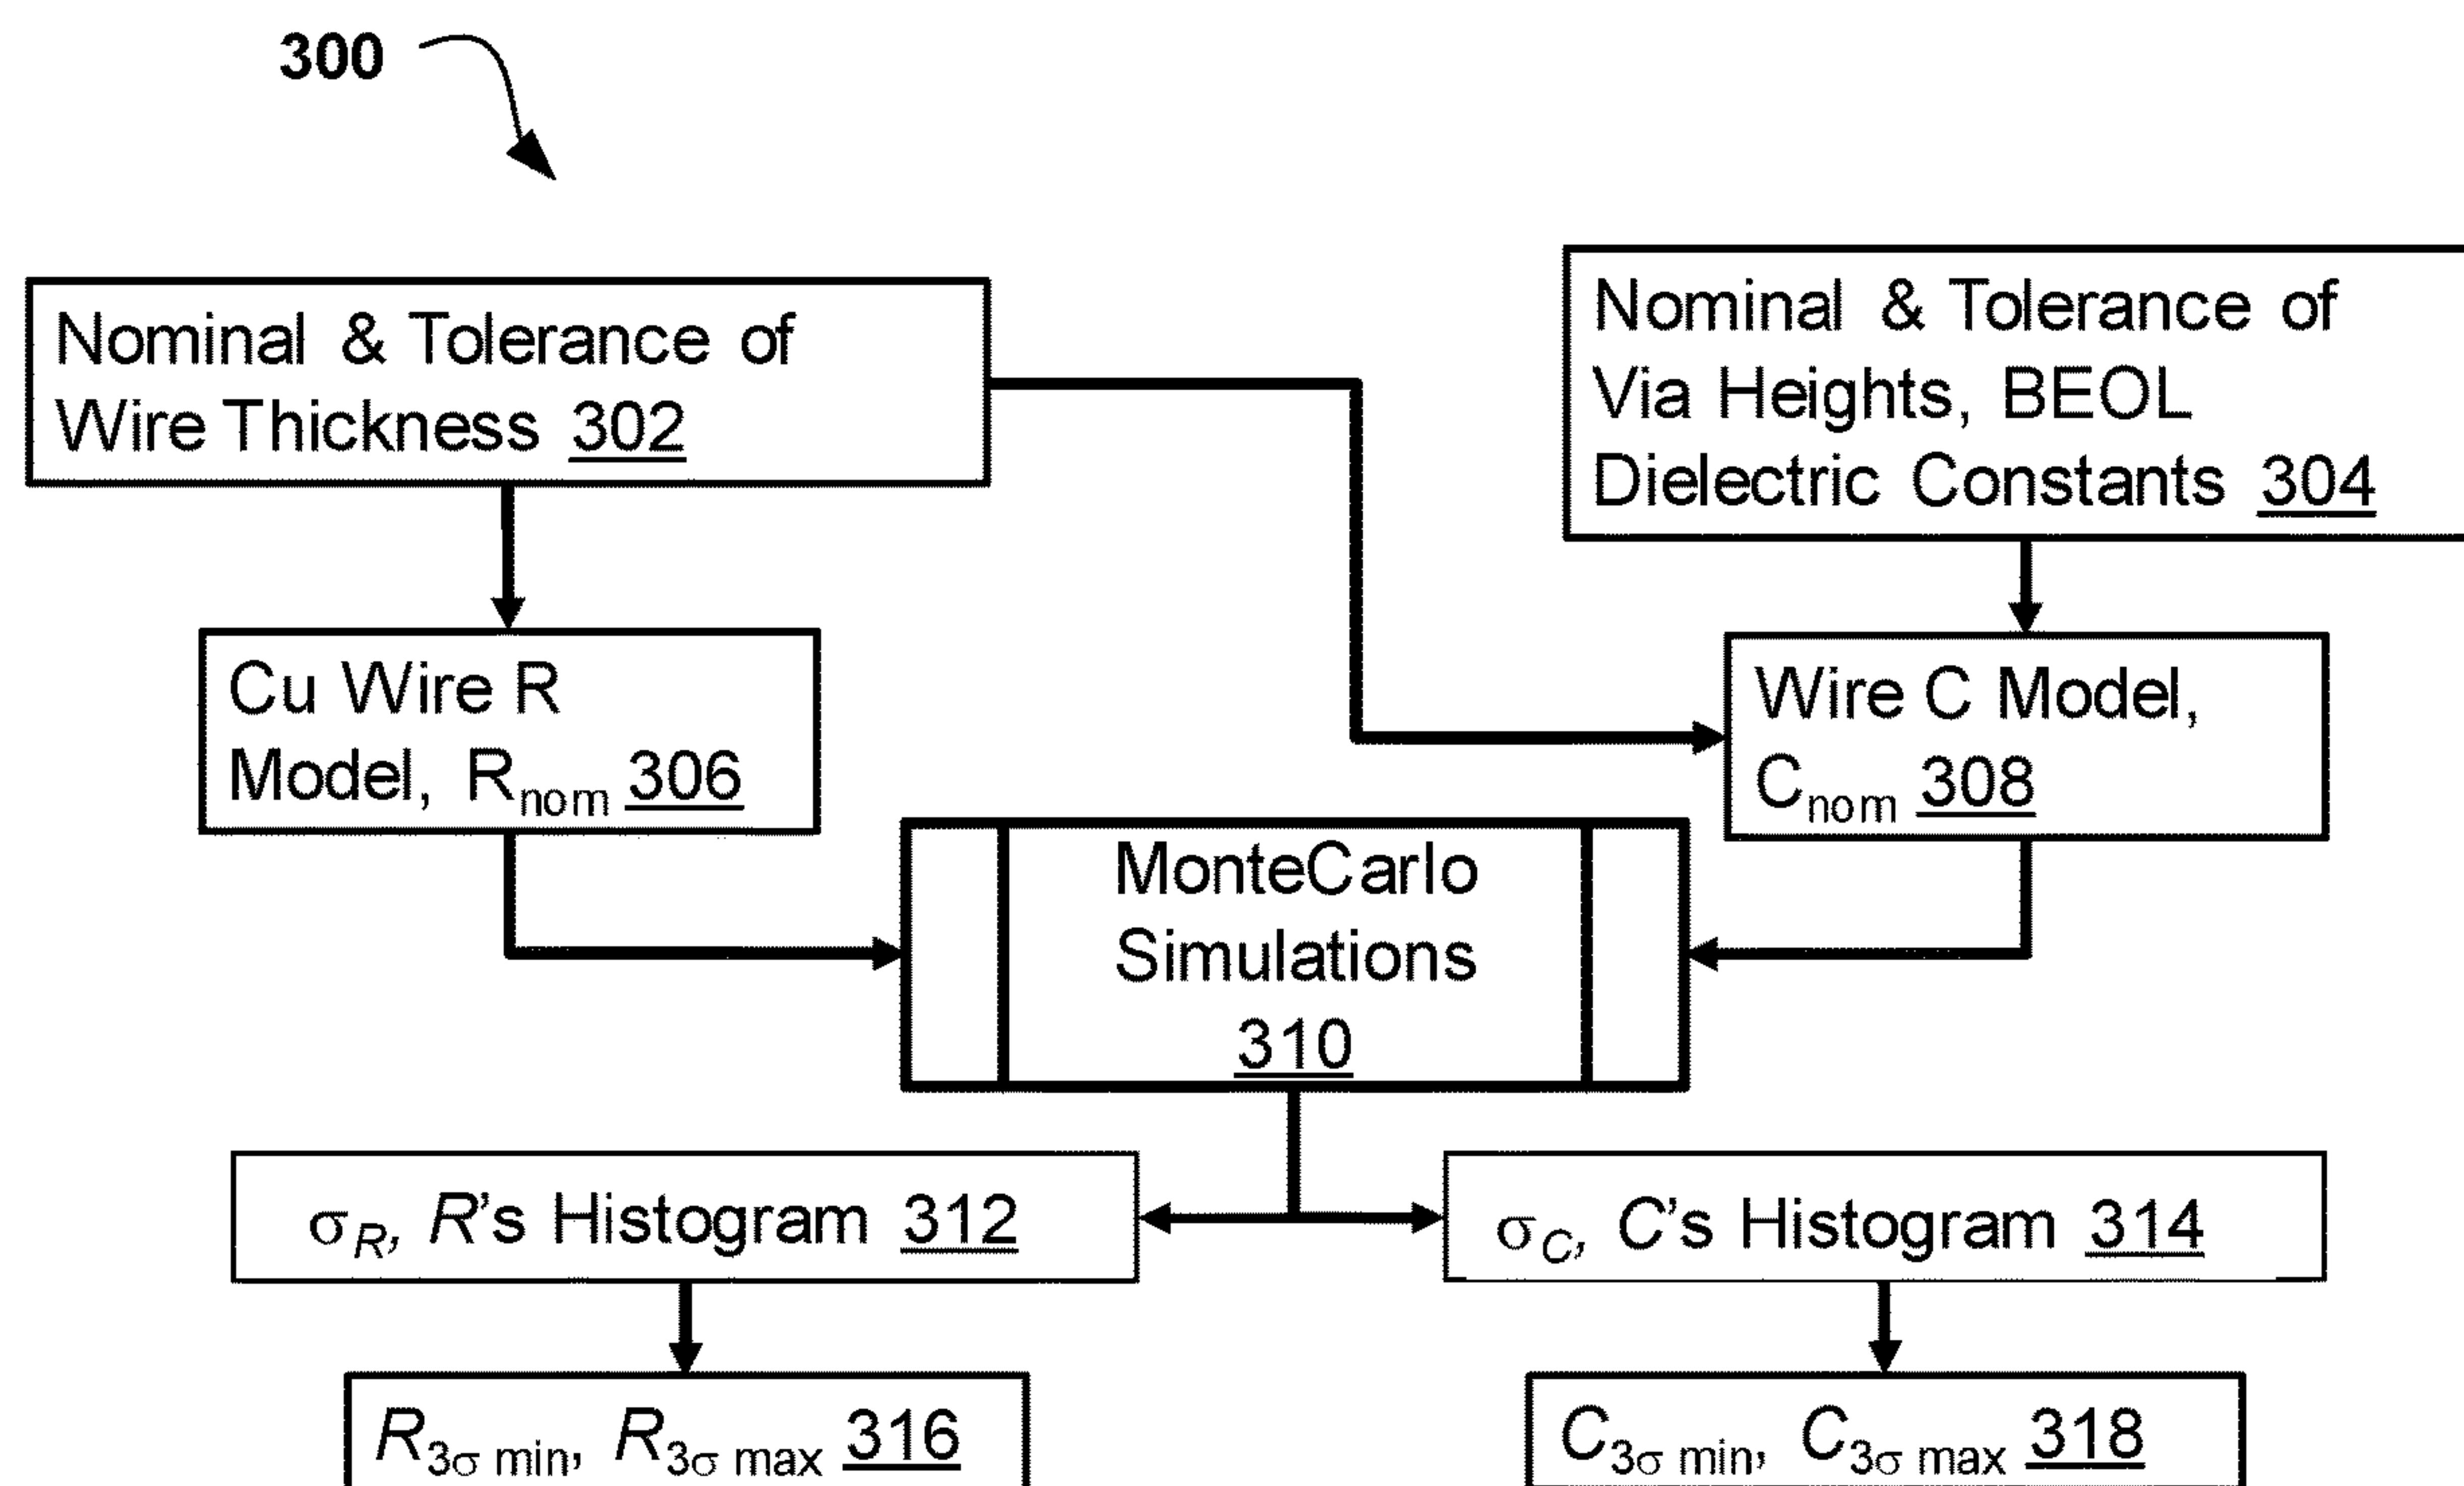 300
Nominal & Tolerance of
Wire Thickness 302
Nominal & Tolerance of
Via Heights, BEOL
Dielectric Constants 304
Cu Wire R
Model, Rnom 306
Wire C Model,
Cnom 308
MonteCarlo
Simulations
310
σR, R's Histogram 312
σC, C's Histogram 314
R3σ min, R3σ max 316
C3σ min, C3σ max 318